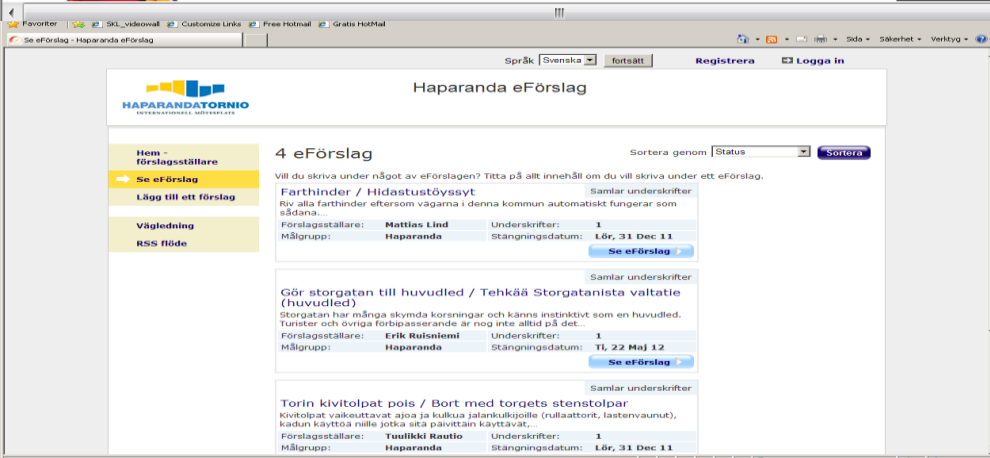 Favoriter SKL_videowall Customize Links Free Hotmail Gratis HotMail
Se eFörslag - Haparanda eFörslag Sida Säkerhet Verktyg
Språk Svenska fortsätt Registrera Logga in
HAPARANDATORNIO
INTERNATIONELL MÖTESPLATS
Haparanda eFörslag
Hem -
förslagsställare
Se eFörslag
Lägg till ett förslag
Vägledning
RSS flöde
4 eFörslag
Sortera genom Status Sortera
Vill du skriva under något av eFörslagen? Titta på allt innehåll om du vill skriva under ett eFörslag.
Farthinder / Hidastustöyssyt Samlar underskrifter
Riv alla farthinder eftersom vägarna i denna kommun automatiskt fungerar som
sådana....
Förslagsställare: Mattias Lind Underskrifter: 1
Målgrupp: Haparanda Stängningsdatum: Lör, 31 Dec 11
Se eFörslag
Samlar underskrifter
Gör storgatan till huvudled / Tehkää Storgatanista valtatie
(huvudled)
Storgatan har många skymda korsningar och känns instinktivt som en huvudled.
Turister och övriga förbipasserande är nog inte alltid på det...
Förslagsställare: Erik Ruisniemi Underskrifter: 1
Målgrupp: Haparanda Stängningsdatum: Ti, 22 Maj 12
Se eFörslag
Samlar underskrifter
Torin kivitolpat pois / Bort med torgets stenstolpar
Kivitolpat vaikeuttavat ajoa ja kulkua jalankulkijoille (rullaattorit, lastenvaunut),
kadun käyttöä niille jotka sitä päivittäin käyttävät,...
Förslagsställare: Tuulikki Rautio Underskrifter: 1
Målgrupp: Haparanda Stängningsdatum: Lör, 31 Dec 11